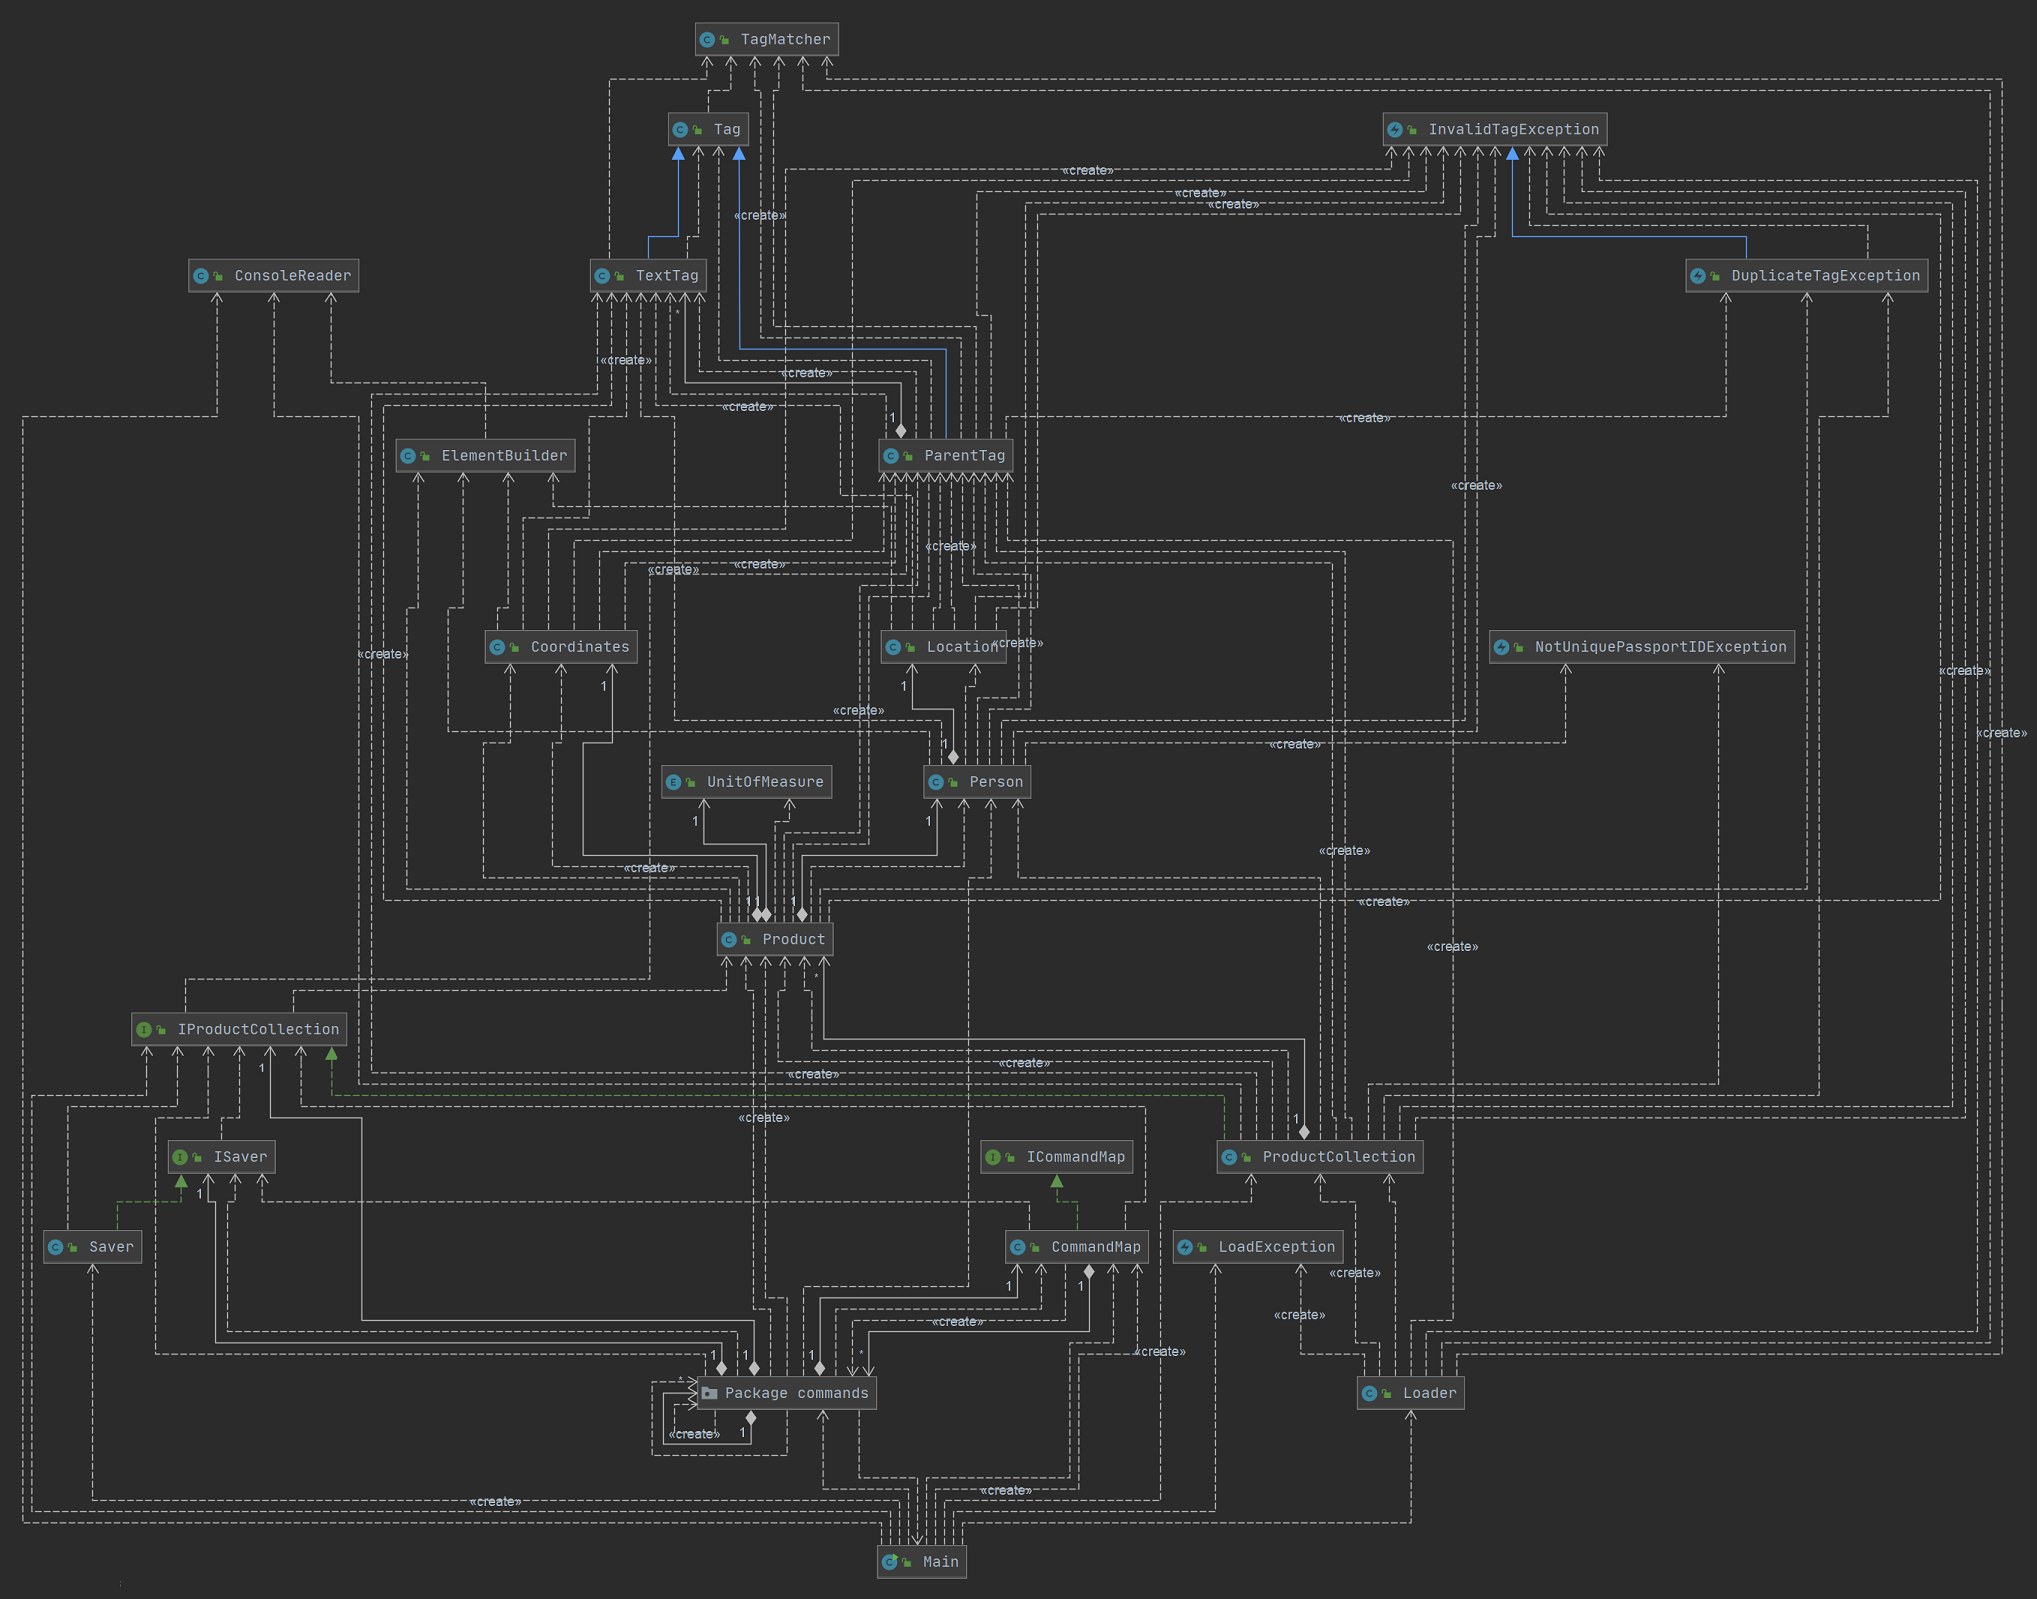 TagMatcher
Tag
InvalidTagException
«create»
«create»
«create»
«create»
ConsoleReader
TextTag
DuplicateTagException
*
«create»
«create»
«create»
1
«create»
ElementBuilder
ParentTag
«create»
«create»
«create»
«create»
Coordinates
Location
«create»
NotUniquePassportIDException
«create»
«create»
1
1
«create»
«create»
1
«create»
UnitOfMeasure
Person
1
1
«create»
«create»
1
1
1
«create»
Product
«create»
*
IProductCollection
1
«create»
«create»
«create»
1
ISaver
ICommandMap
ProductCollection
1
Saver
CommandMap
LoadException
«create»
1
1
«create»
«create»
1
1
1
*
«create»
*
Package commands
Loader
«create»
1
«create»
«create»
Main